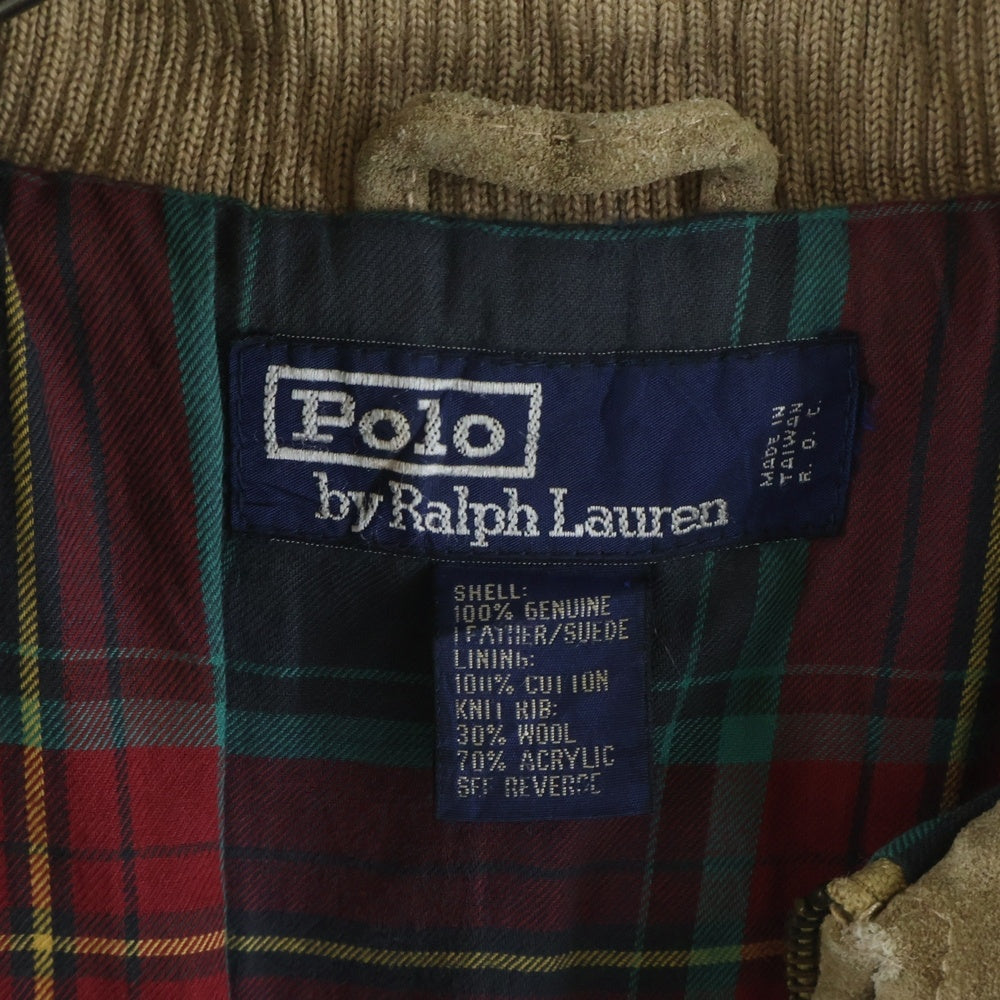 Polo
by Ralph Lauren
MADE IN
TAIWAN
R. O. C.
SHELL:
100% GENUINE
LEATHER/SUEDE
LINING:
100% COTTON
KNIT RIB:
30% WOOL
70% ACRYLIC
SEE REVERSE